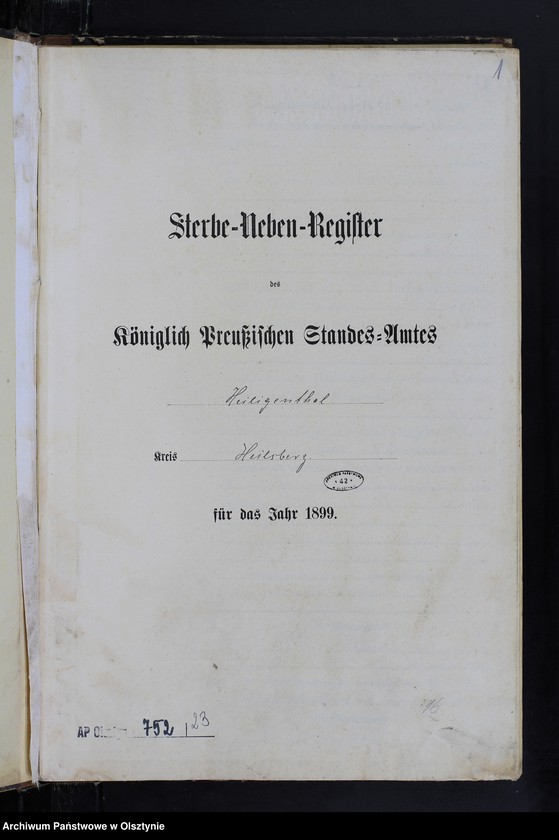 1
Sterbe-Neben-Register
des
Königlich Preußischen Standes-Amtes
Heiligenthal
Kreis Heilsberg
42
für das Jahr 1899.
AP 752 / 23
Archiwum Państwowe w Olsztynie